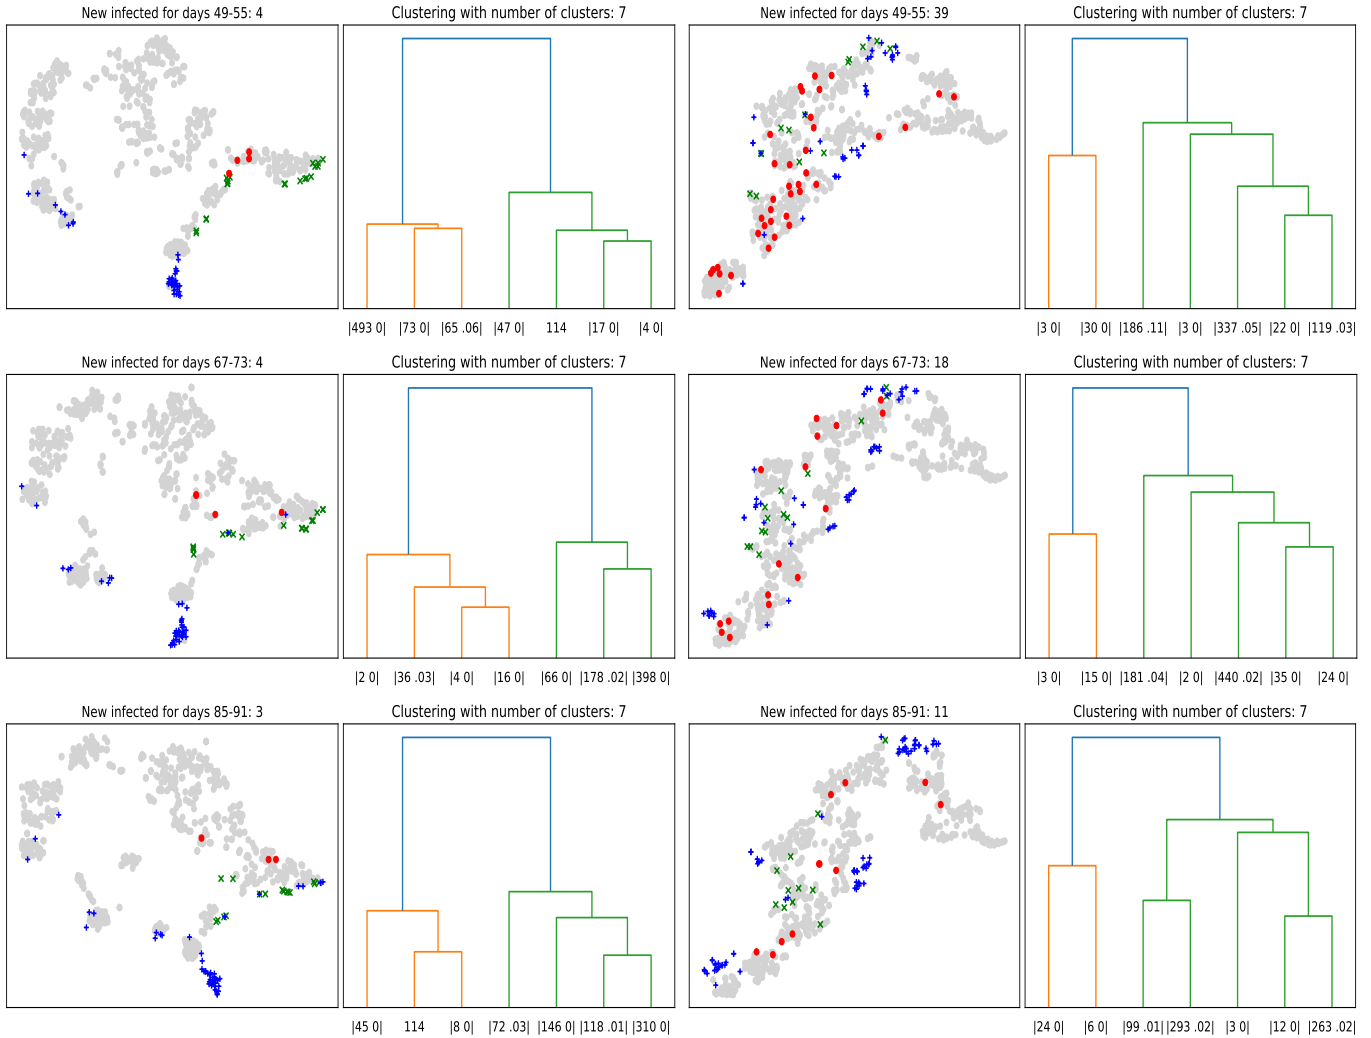 New infected for days 49-55: 4
Clustering with number of clusters: 7
New infected for days 49-55: 39
Clustering with number of clusters: 7
|493 0| |73 0| |65 .06| |47 0| 114 |17 0| |4 0|
|3 0| |30 0| |186 .11| |3 0| |337 .05| |22 0| |119 .03|
New infected for days 67-73: 4
Clustering with number of clusters: 7
New infected for days 67-73: 18
Clustering with number of clusters: 7
|2 0| |36 .03| |4 0| |16 0| |66 0| |178 .02| |398 0|
|3 0| |15 0| |181 .04| |2 0| |440 .02| |35 0| |24 0|
New infected for days 85-91: 3
Clustering with number of clusters: 7
New infected for days 85-91: 11
Clustering with number of clusters: 7
|45 0| 114 |8 0| |72 .03| |146 0| |118 .01| |310 0|
|24 0| |6 0| |99 .01| |293 .02| |3 0| |12 0| |263 .02|